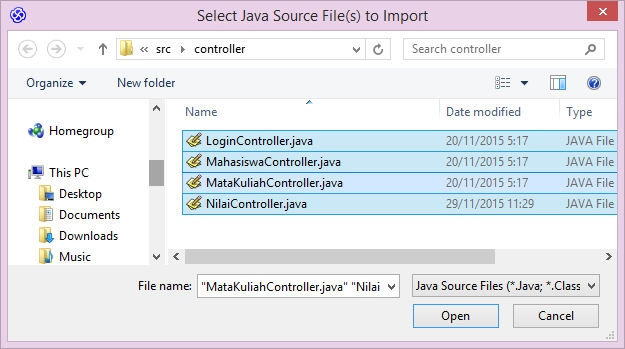 Select Java Source File(s) to Import
« src controller
Search controller
Organize New folder
Name Date modified Type
Homegroup
This PC
Desktop
Documents
Downloads
Music
LoginController.java 20/11/2015 5:17 JAVA File
MahasiswaController.java 20/11/2015 5:17 JAVA File
MataKuliahController.java 20/11/2015 5:17 JAVA File
NilaiController.java 29/11/2015 11:29 JAVA File
File name: "MataKuliahController.java" "Nilai
Java Source Files (*.Java; *.Class
Open Cancel